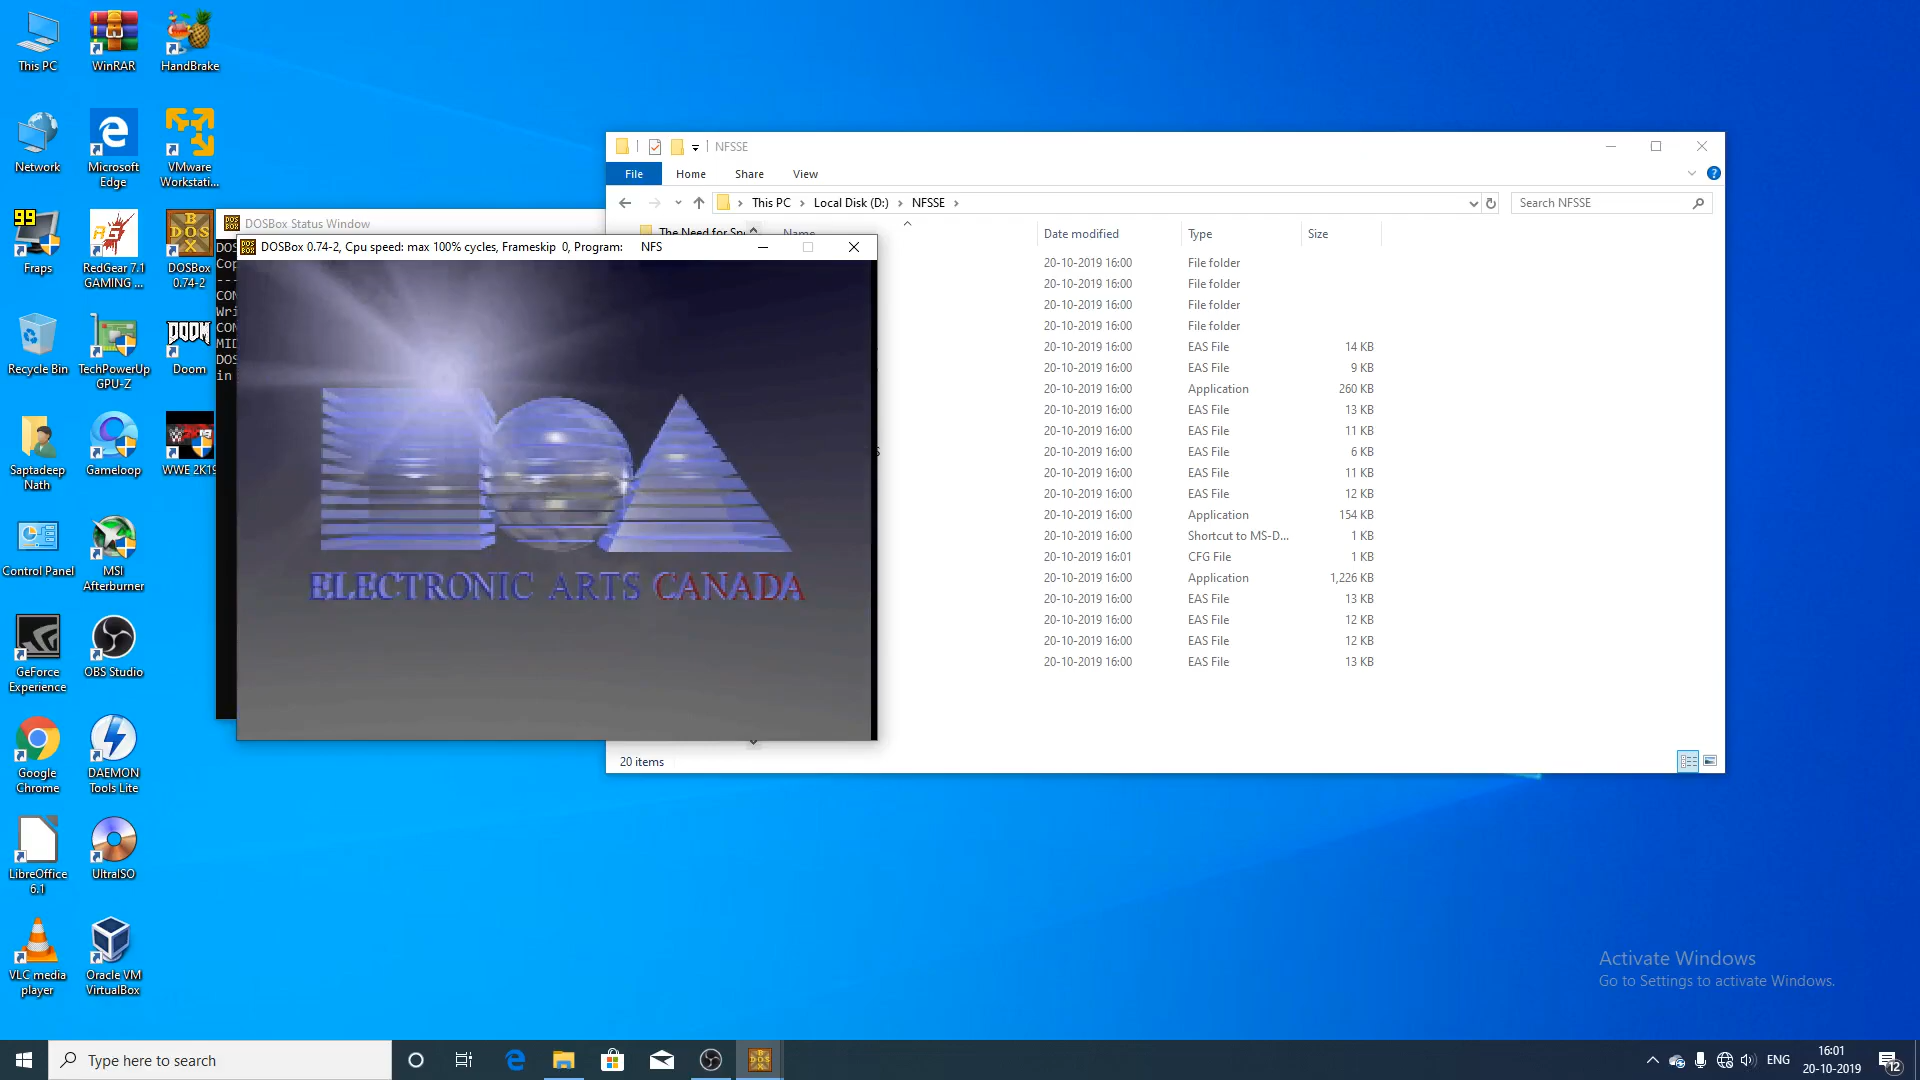 This PC
WinRAR
HandBrake
Network
Microsoft
Edge
VMware
Workstati...
99
Fraps
RedGear 7.1
GAMING ...
DOSBox
0.74-2
Recycle Bin
TechPowerUp
GPU-Z
DOOM
Doom
Saptadeep
Nath
Gameloop
WWE 2K19
Control Panel
MSI
Afterburner
GeForce
Experience
OBS Studio
Google
Chrome
DAEMON
Tools Lite
LibreOffice
6.1
UltraISO
VLC media
player
Oracle VM
VirtualBox
DOSBox Status Window
DOS
Cop
---
CON
Wri
CON
MID
DOS
in
DOSBox 0.74-2, Cpu speed: max 100% cycles, Frameskip 0, Program: NFS
ELECTRONIC ARTS CANADA
NFSSE
File Home Share View
This PC > Local Disk (D:) > NFSSE >
Search NFSSE
The Need for Sp
Name Date modified Type Size
20-10-2019 16:00 File folder
20-10-2019 16:00 File folder
20-10-2019 16:00 File folder
20-10-2019 16:00 File folder
20-10-2019 16:00 EAS File 14 KB
20-10-2019 16:00 EAS File 9 KB
20-10-2019 16:00 Application 260 KB
20-10-2019 16:00 EAS File 13 KB
20-10-2019 16:00 EAS File 11 KB
20-10-2019 16:00 EAS File 6 KB
20-10-2019 16:00 EAS File 11 KB
20-10-2019 16:00 EAS File 12 KB
20-10-2019 16:00 Application 154 KB
20-10-2019 16:00 Shortcut to MS-D... 1 KB
20-10-2019 16:01 CFG File 1 KB
20-10-2019 16:00 Application 1,226 KB
20-10-2019 16:00 EAS File 13 KB
20-10-2019 16:00 EAS File 12 KB
20-10-2019 16:00 EAS File 12 KB
20-10-2019 16:00 EAS File 13 KB
20 items
Activate Windows
Go to Settings to activate Windows.
Type here to search
ENG
16:01
20-10-2019
12